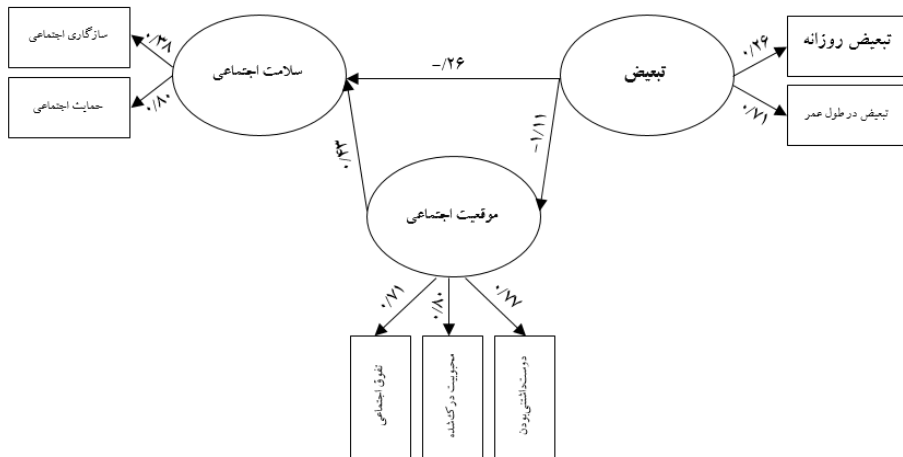 تبعیض روزانه
۰/۲۶
تبعیض
-/۲۶
سلامت اجتماعی
۰/۳۸
سازگاری اجتماعی
تبعیض در طول عمر
۰/۷۱
-۱/۱۱
۰/۴۳
۰/۸۰
حمایت اجتماعی
موقعیت اجتماعی
۰/۷۷
۰/۸۰
۰/۷۱
دوست‌داشتنی‌بودن
محبوبیت درک‌شده
تفوق اجتماعی